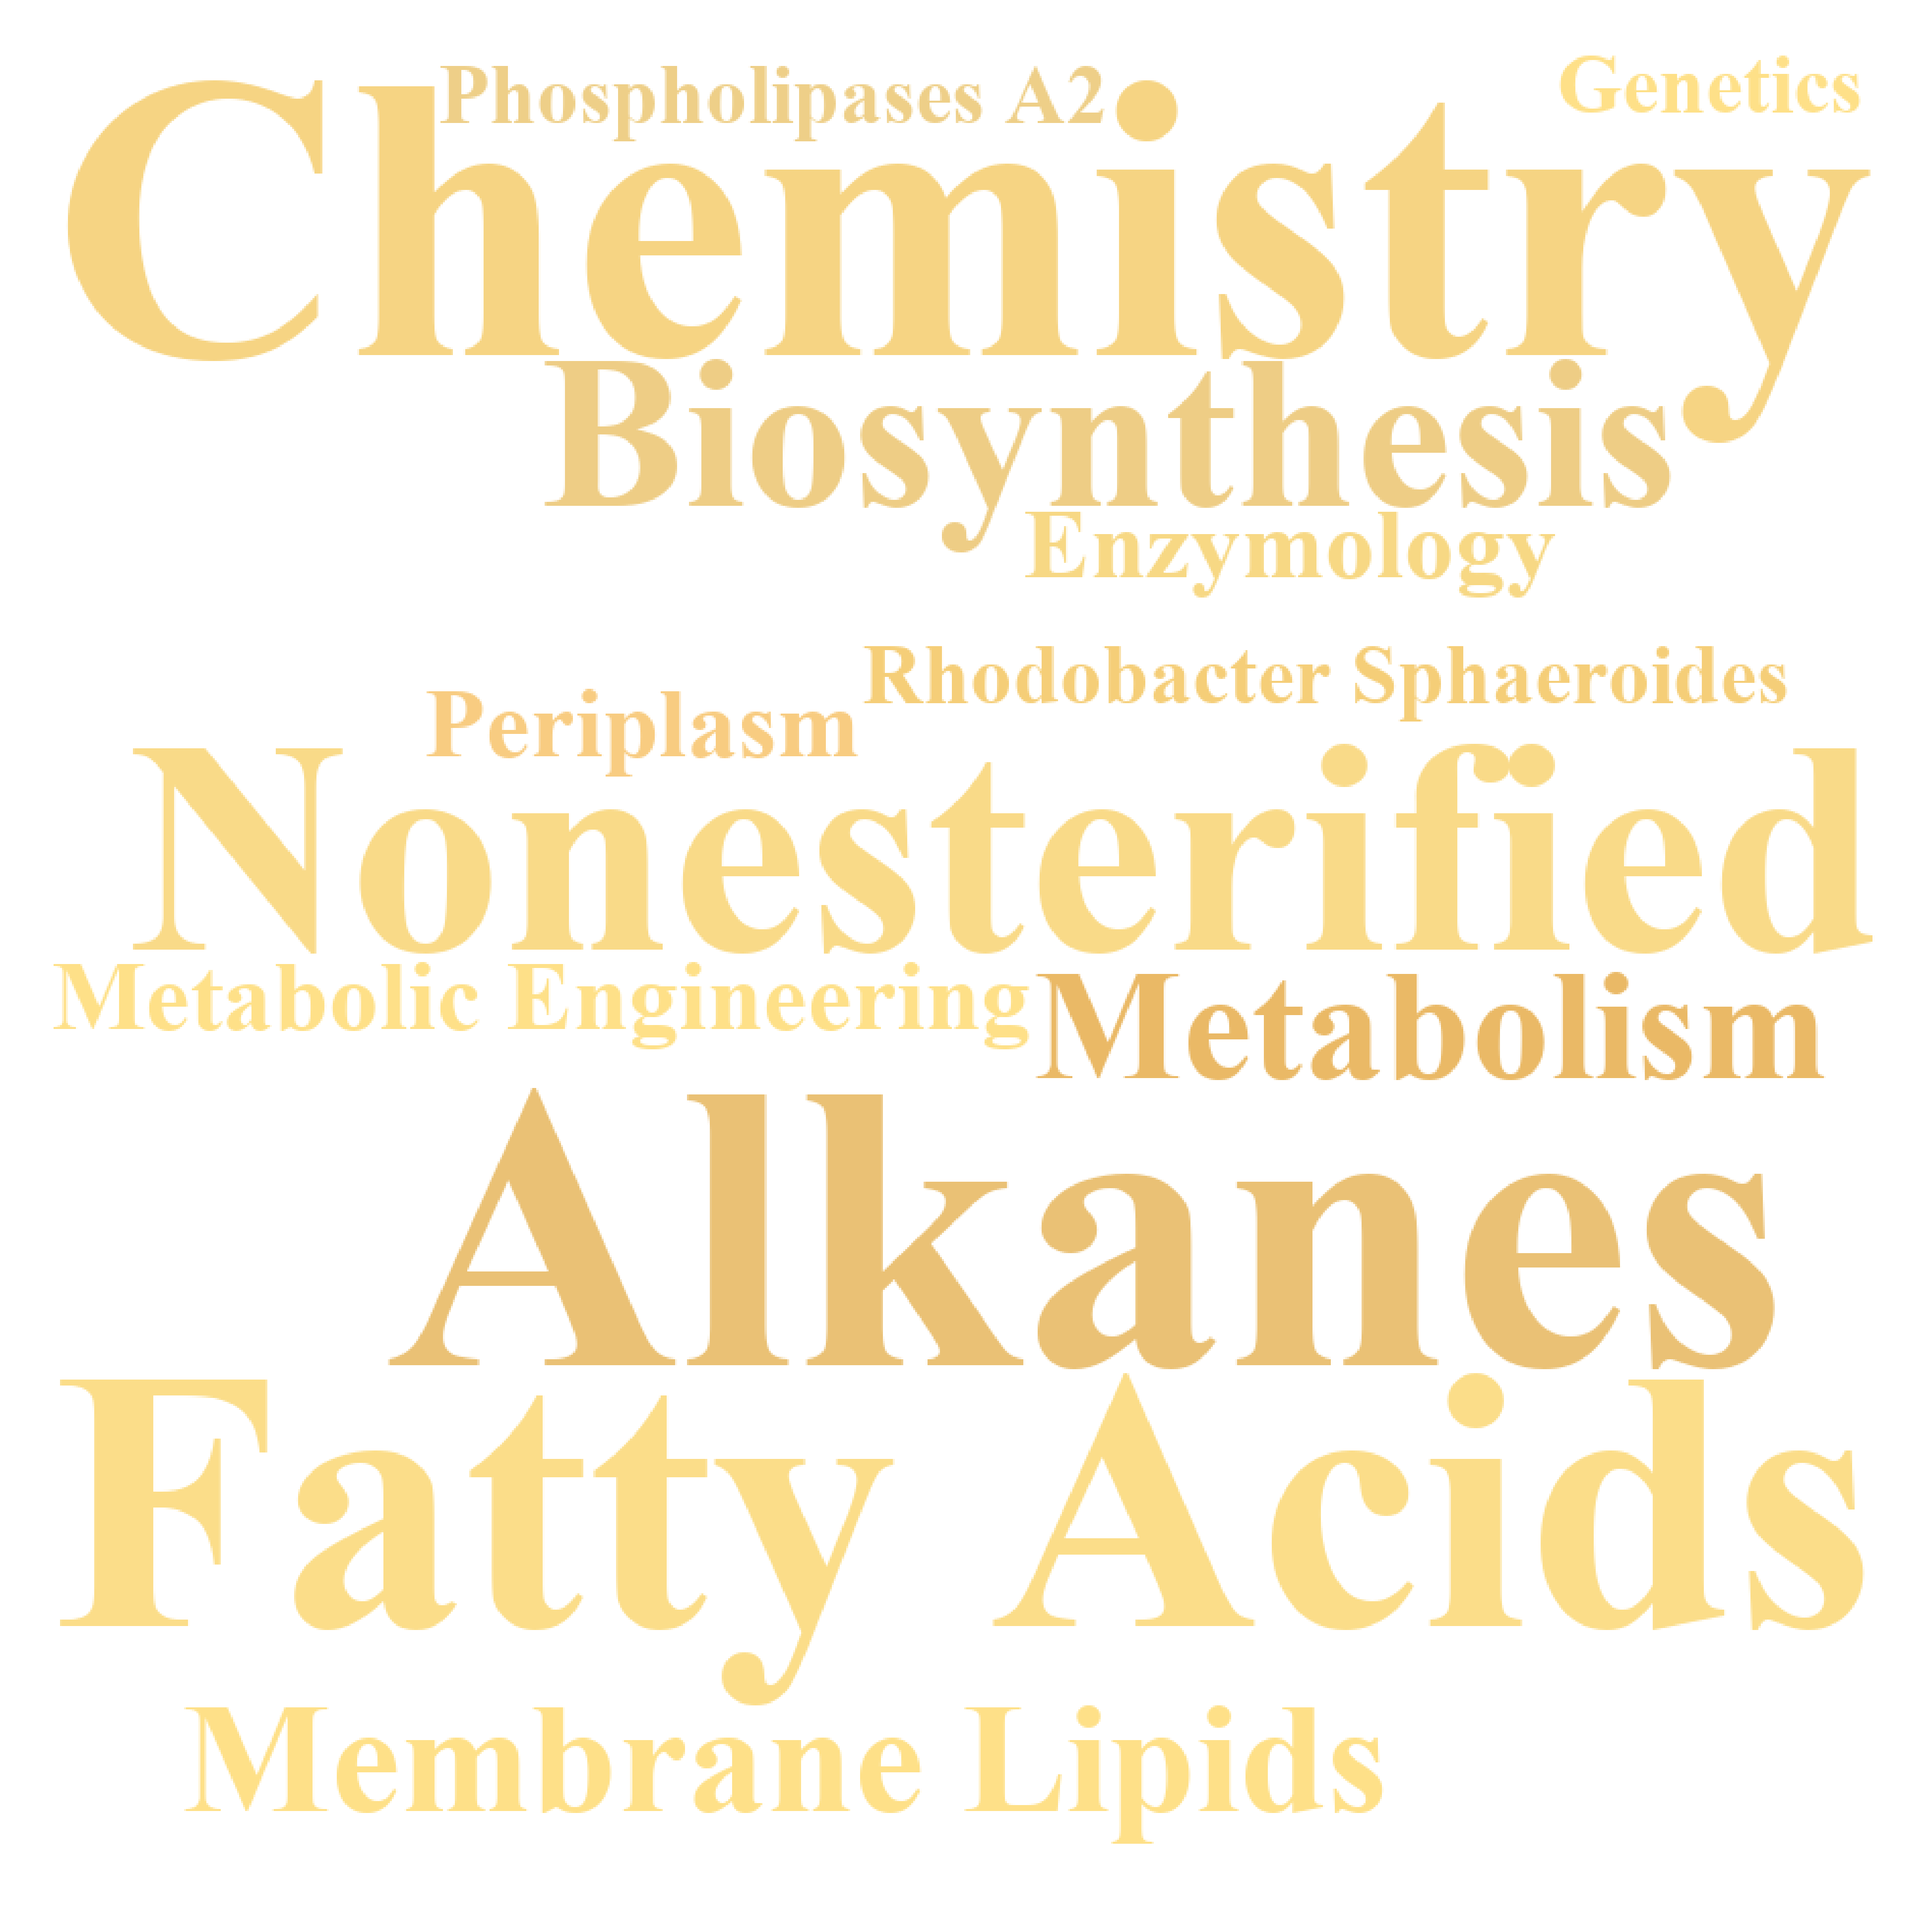 Phospholipases A2
Genetics
Chemistry
Biosynthesis
Enzymology
Rhodobacter Sphaeroides
Periplasm
Nonesterified
Metabolic Engineering
Metabolism
Alkanes
Fatty Acids
Membrane Lipids